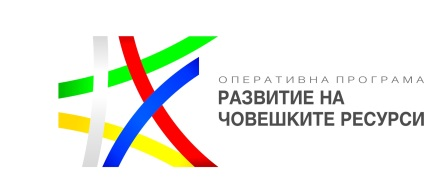 ОПЕРАТИВНА ПРОГРАМА
РАЗВИТИЕ НА
ЧОВЕШКИТЕ РЕСУРСИ